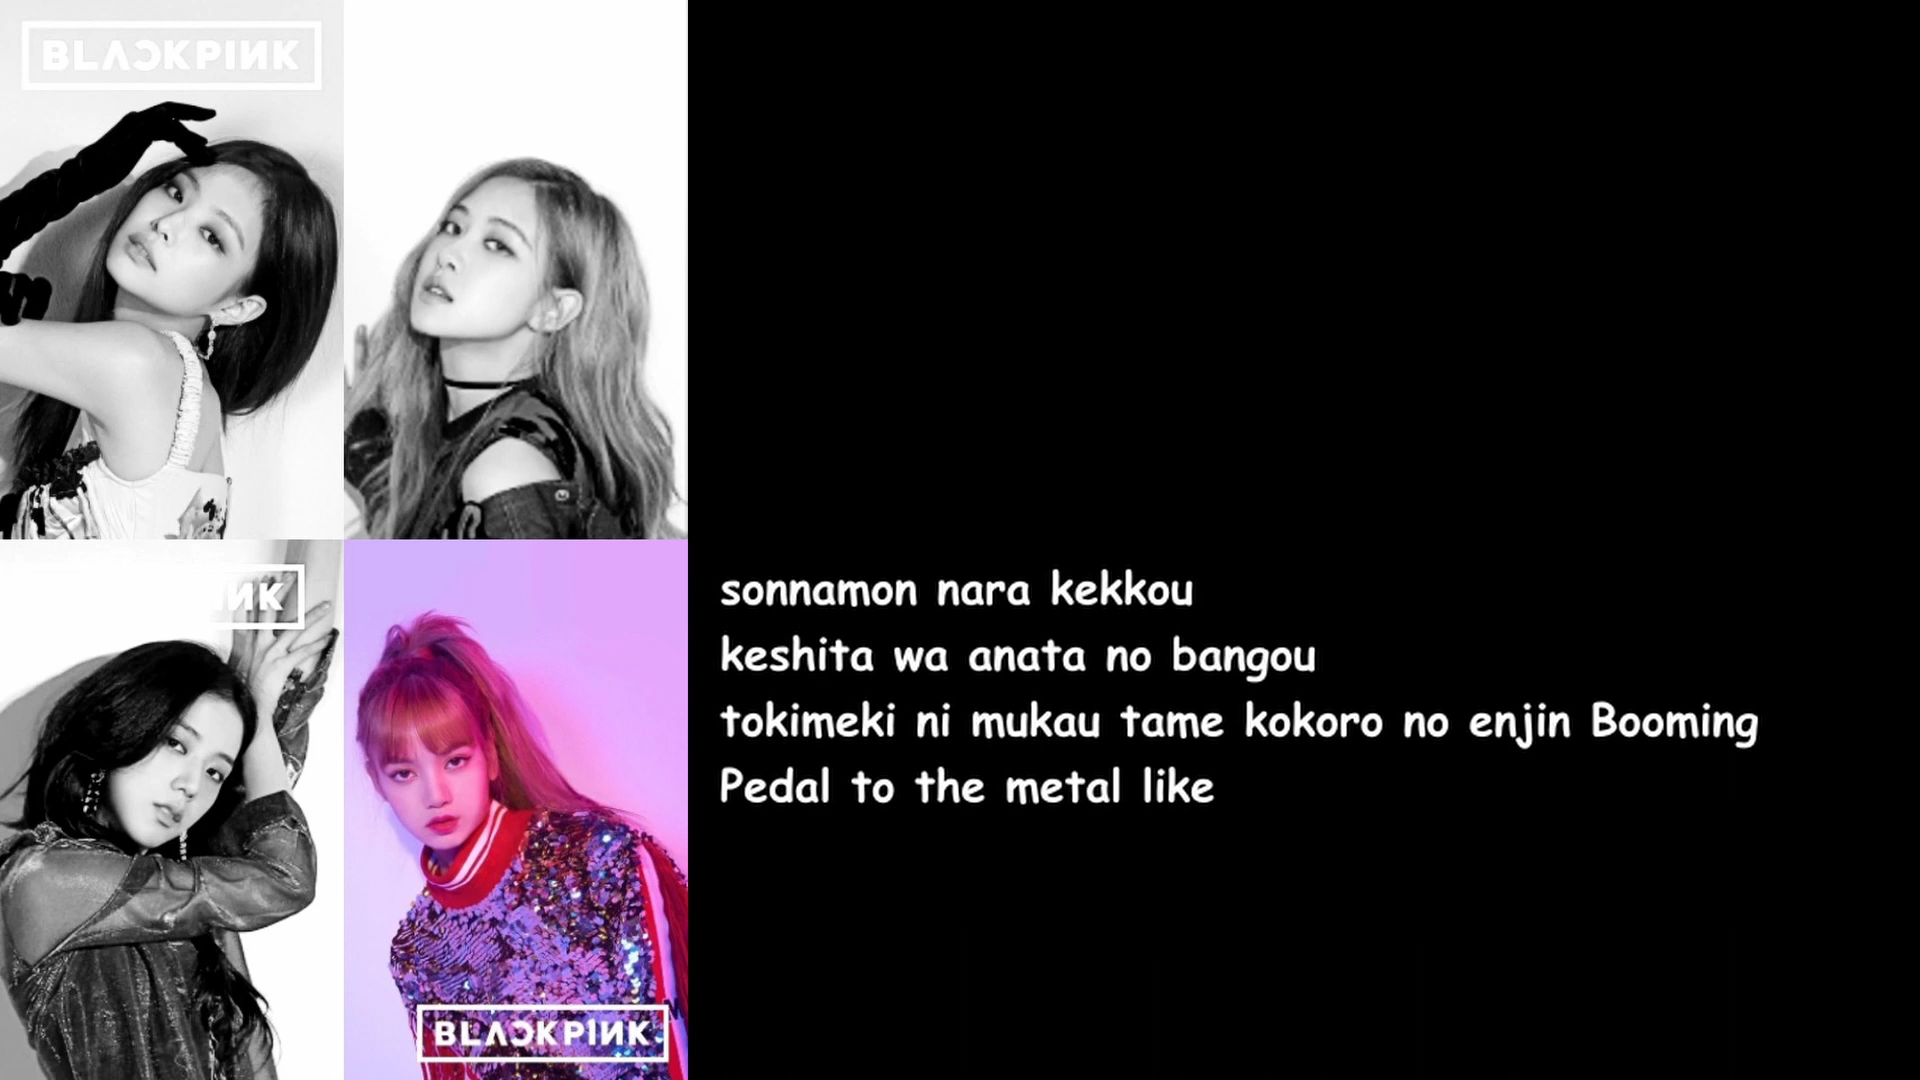 BLACKPINK
INK
sonnamon nara kekkou
keshita wa anata no bangou
tokimeki ni mukau tame kokoro no enjin Booming
Pedal to the metal like
BLACKPINK